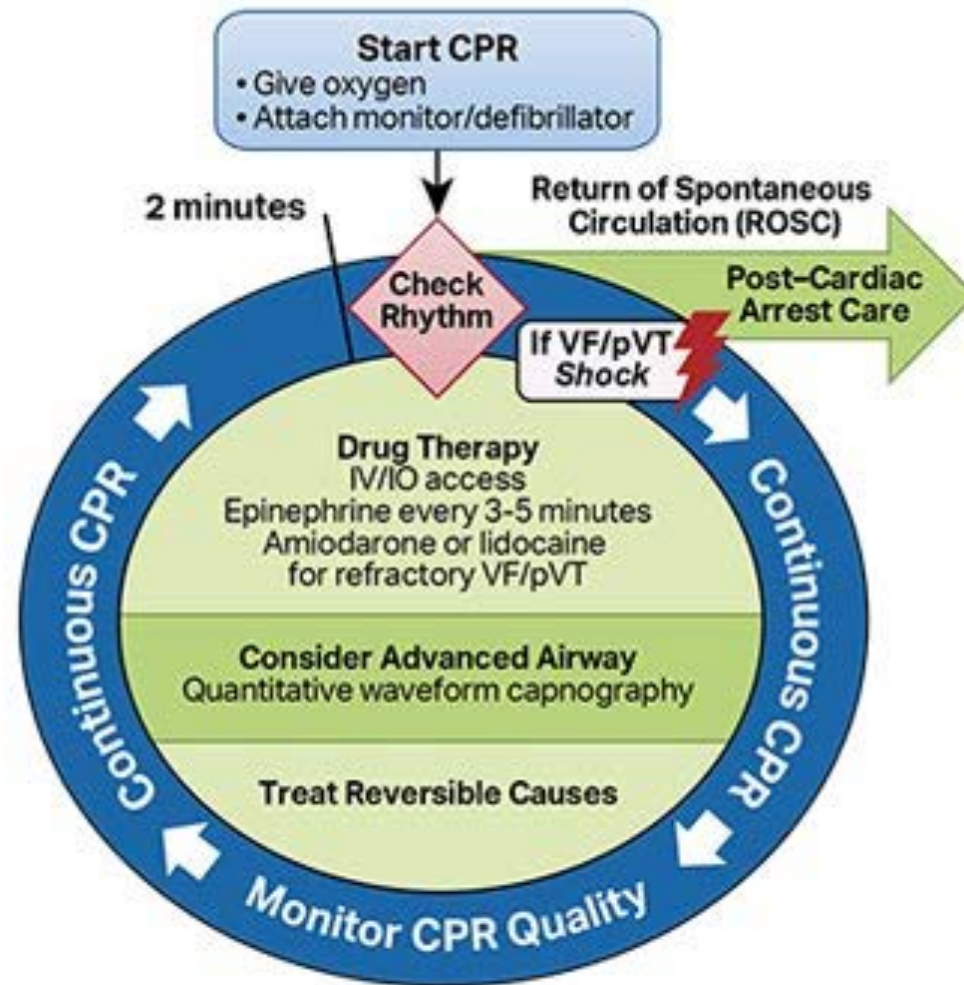 Start CPR
• Give oxygen
• Attach monitor/defibrillator
2 minutes
Check
Rhythm
Return of Spontaneous
Circulation (ROSC)
Post–Cardiac
Arrest Care
If VF/pVT
Shock
Drug Therapy
IV/IO access
Epinephrine every 3-5 minutes
Amiodarone or lidocaine
for refractory VF/pVT
Consider Advanced Airway
Quantitative waveform capnography
Treat Reversible Causes
Continuous CPR
Monitor CPR Quality
Continuous CPR